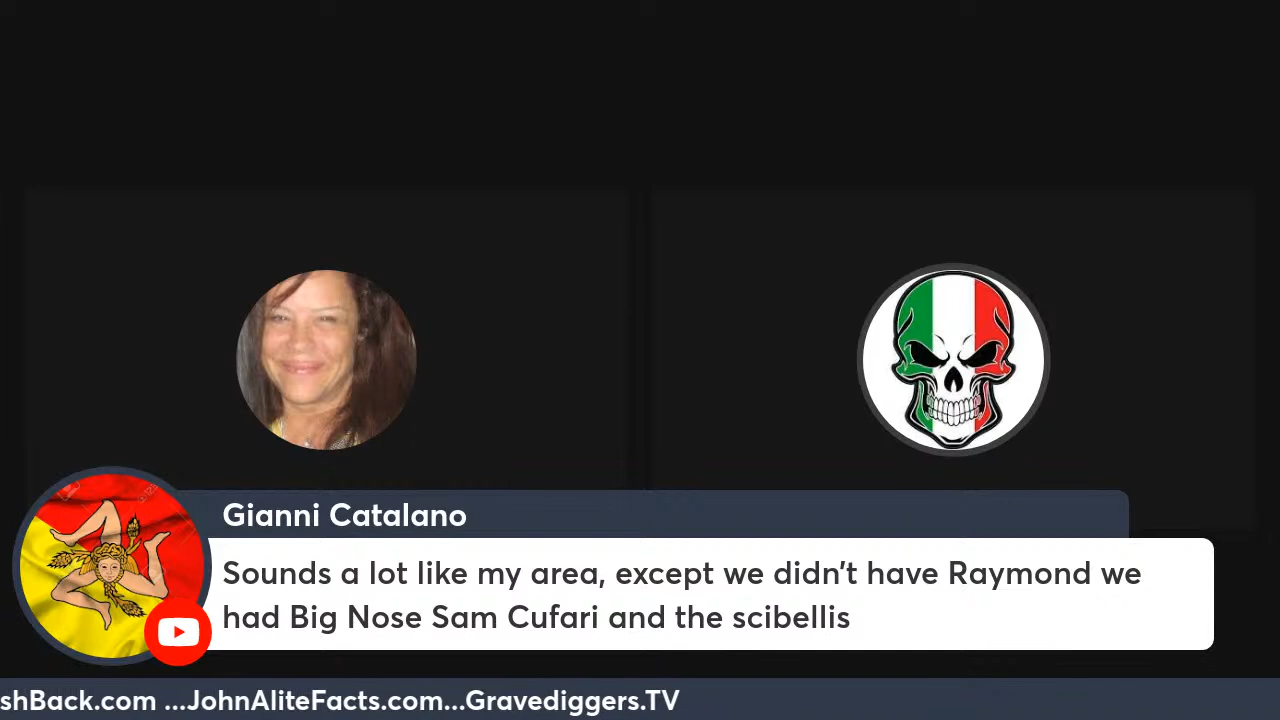 Gianni Catalano
Sounds a lot like my area, except we didn't have Raymond we
had Big Nose Sam Cufari and the scibellis
shBack.com ...JohnAliteFacts.com...Gravediggers.TV